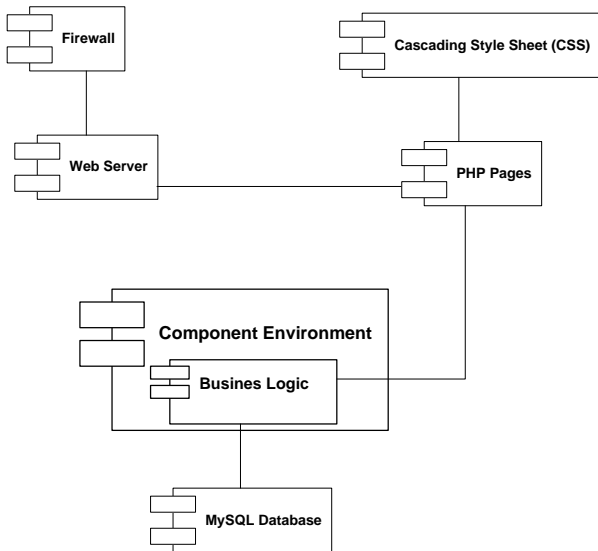 Firewall
Cascading Style Sheet (CSS)
Web Server
PHP Pages
Component Environment
Busines Logic
MySQL Database